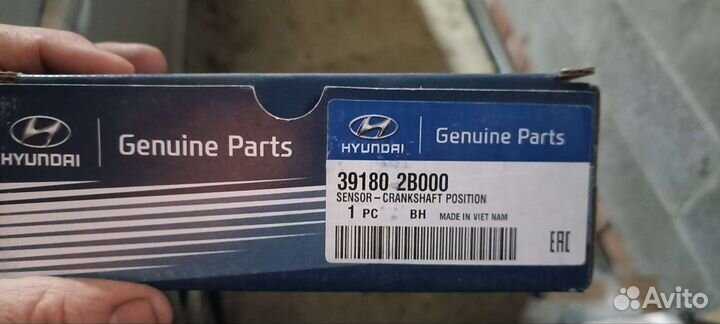 HYUNDAI
Genuine Parts
HYUNDAI
Genuine Parts
39180 2B000
SENSOR-CRANKSHAFT POSITION
1 PC BH MADE IN VIET NAM
EAC
Avito